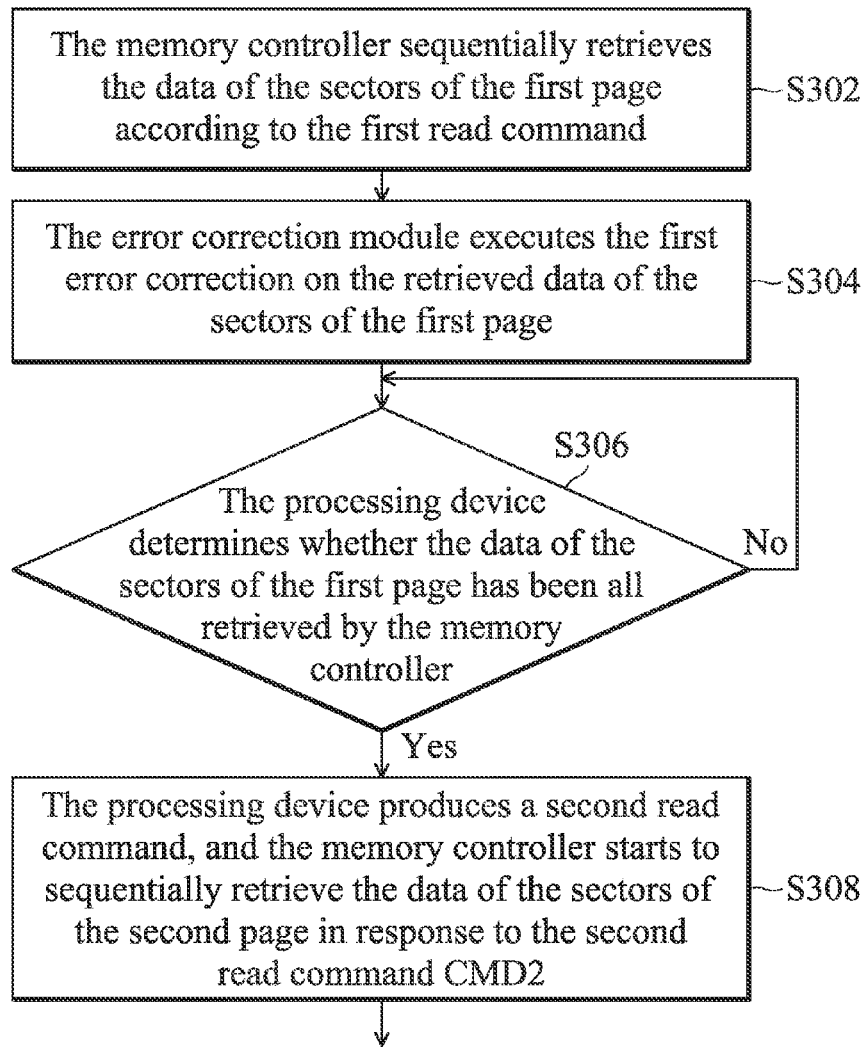 The memory controller sequentially retrieves
the data of the sectors of the first page
according to the first read command
S302
The error correction module executes the first
error correction on the retrieved data of the
sectors of the first page
S304
S306
The processing device
determines whether the data of the
sectors of the first page has been all
retrieved by the memory
controller
No
Yes
The processing device produces a second read
command, and the memory controller starts to
sequentially retrieve the data of the sectors of
the second page in response to the second
read command CMD2
S308